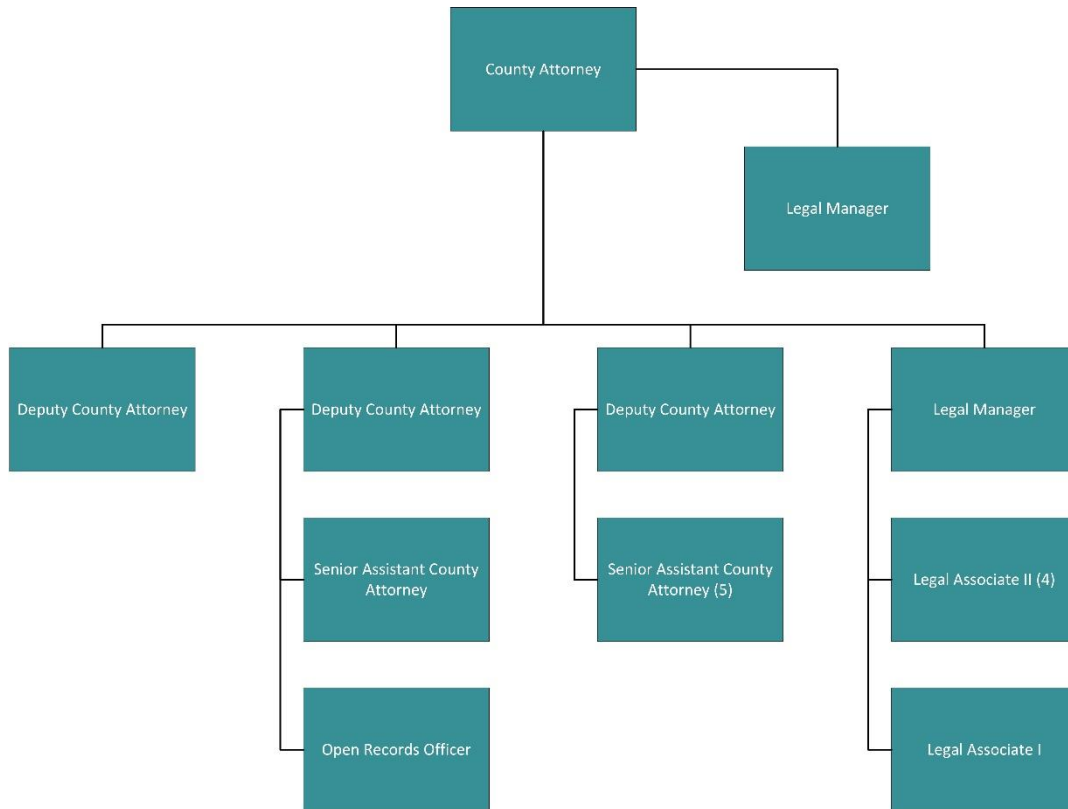 County Attorney
Legal Manager
Deputy County Attorney
Deputy County Attorney
Deputy County Attorney
Legal Manager
Senior Assistant County
Attorney
Senior Assistant County
Attorney (5)
Legal Associate II (4)
Open Records Officer
Legal Associate I